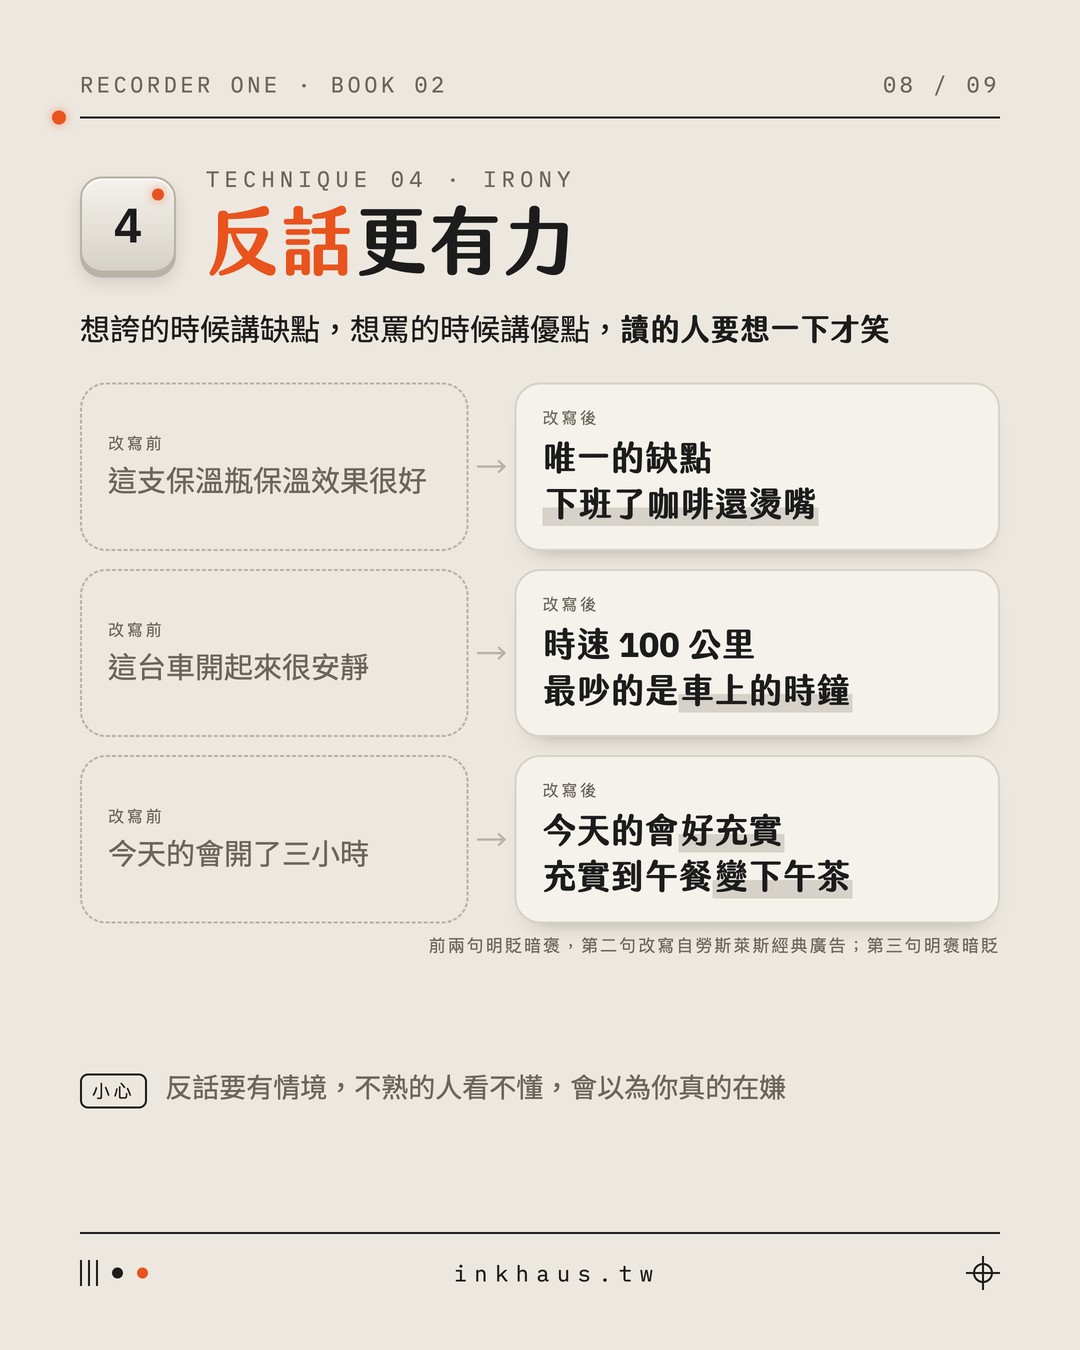 RECORDER ONE · BOOK 02
08 / 09
4
TECHNIQUE 04 · IRONY
反話更有力
想誇的時候講缺點，想罵的時候講優點，讀的人要想一下才笑
改寫前
這支保溫瓶保溫效果很好
→
改寫後
唯一的缺點
下班了咖啡還燙嘴
改寫前
這台車開起來很安靜
→
改寫後
時速 100 公里
最吵的是車上的時鐘
改寫前
今天的會開了三小時
→
改寫後
今天的會好充實
充實到午餐變下午茶
前兩句明貶暗褒，第二句改寫自勞斯萊斯經典廣告；第三句明褒暗貶
小心
反話要有情境，不熟的人看不懂，會以為你真的在嫌
inkhaus.tw